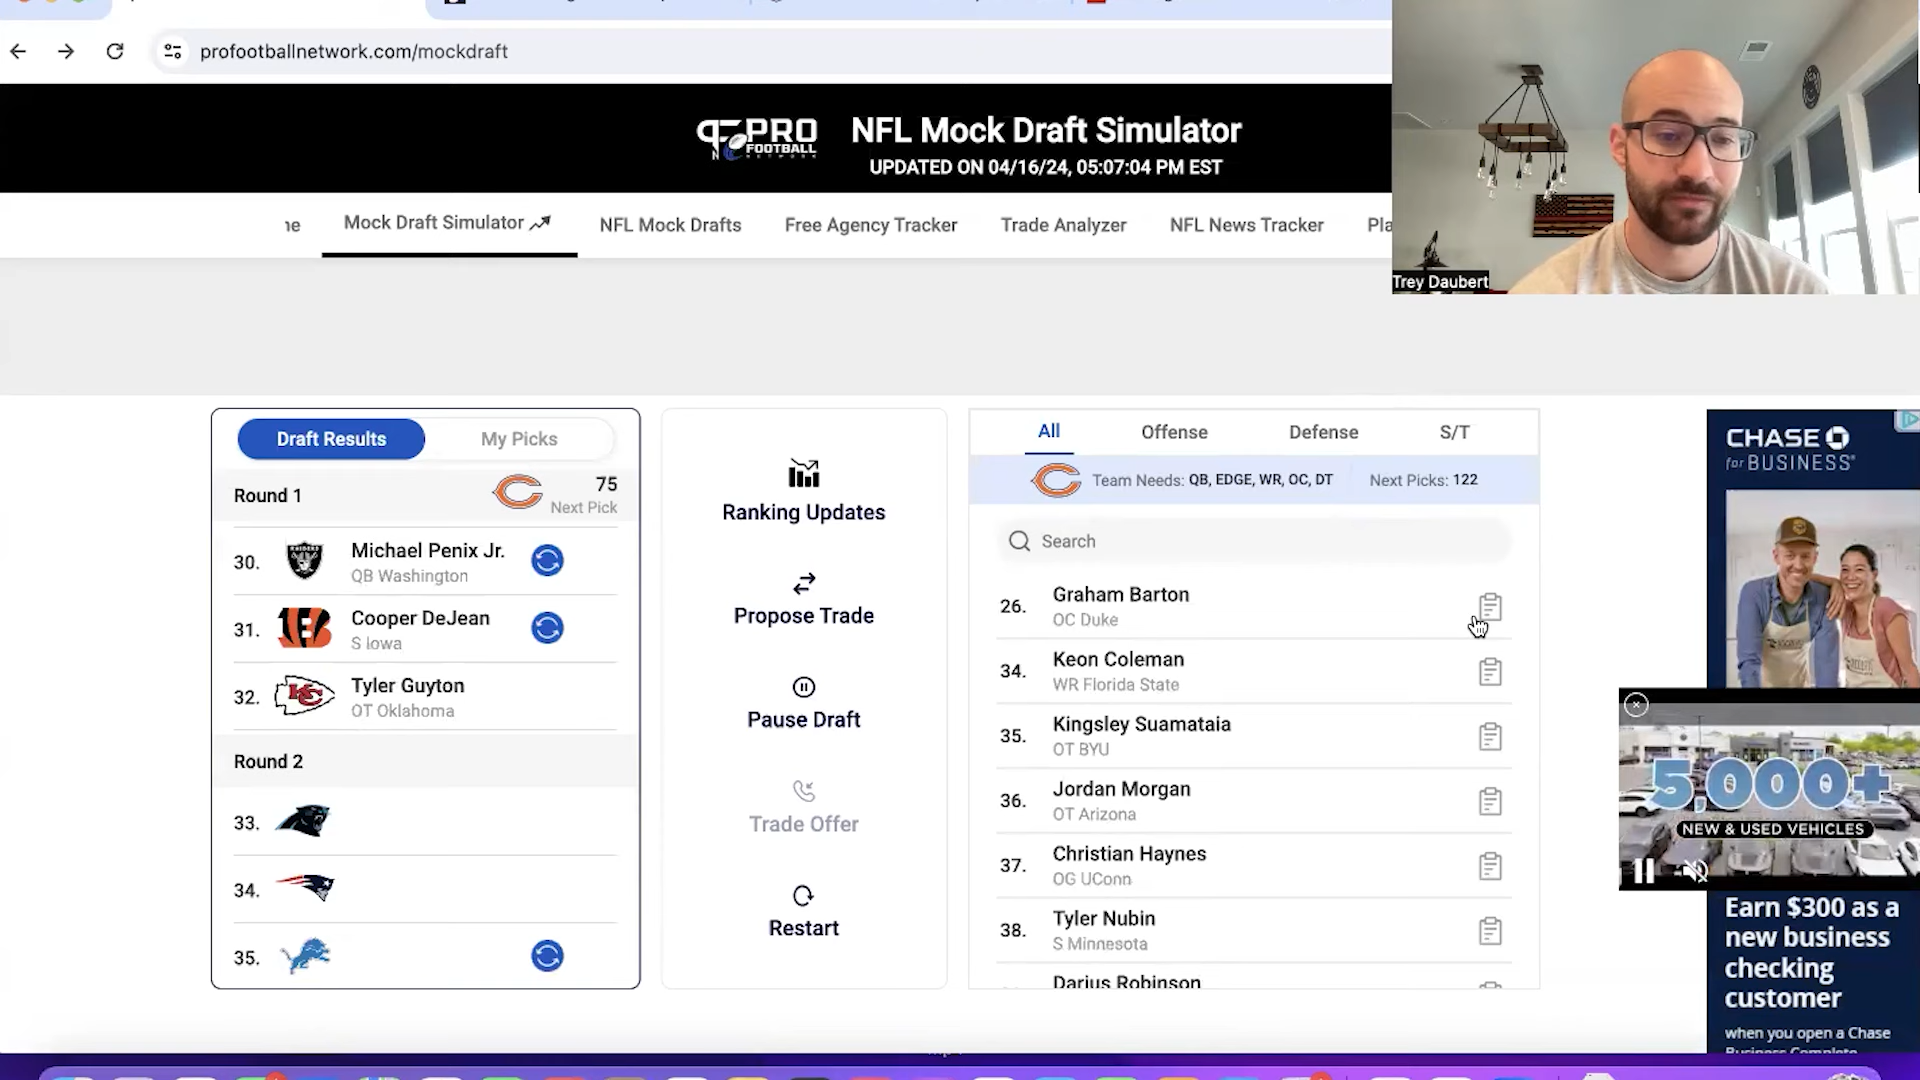 profootballnetwork.com/mockdraft
PRO
FOOTBALL
NETWORK
NFL Mock Draft Simulator
UPDATED ON 04/16/24, 05:07:04 PM EST
ne
Mock Draft Simulator
NFL Mock Drafts
Free Agency Tracker
Trade Analyzer
NFL News Tracker
Pla
Trey Daubert
Draft Results
My Picks
Round 1
75
Next Pick
30.
Michael Penix Jr.
QB Washington
RAIDERS
31.
Cooper DeJean
S Iowa
32.
KC
Tyler Guyton
OT Oklahoma
Round 2
33.
34.
35.
Ranking Updates
Propose Trade
Pause Draft
Trade Offer
Restart
All
Offense
Defense
S/T
Team Needs: QB, EDGE, WR, OC, DT
Next Picks: 122
Search
26.
Graham Barton
OC Duke
34.
Keon Coleman
WR Florida State
35.
Kingsley Suamataia
OT BYU
36.
Jordan Morgan
OT Arizona
37.
Christian Haynes
OG UConn
38.
Tyler Nubin
S Minnesota
Darius Robinson
CHASE
for BUSINESS
5,000+
NEW & USED VEHICLES
Earn $300 as a
new business
checking
customer
when you open a Chase
Business Complete